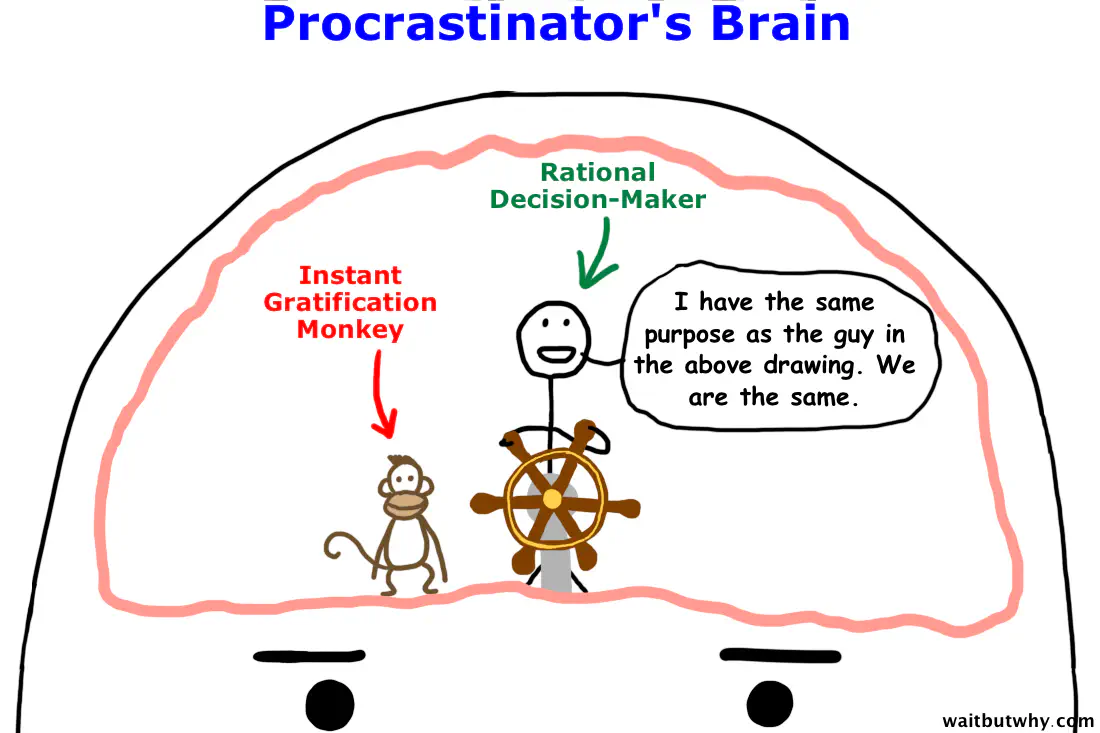 Procrastinator's Brain
Rational
Decision-Maker
Instant
Gratification
Monkey
I have the same
purpose as the guy in
the above drawing. We
are the same.
waitbutwhy.com